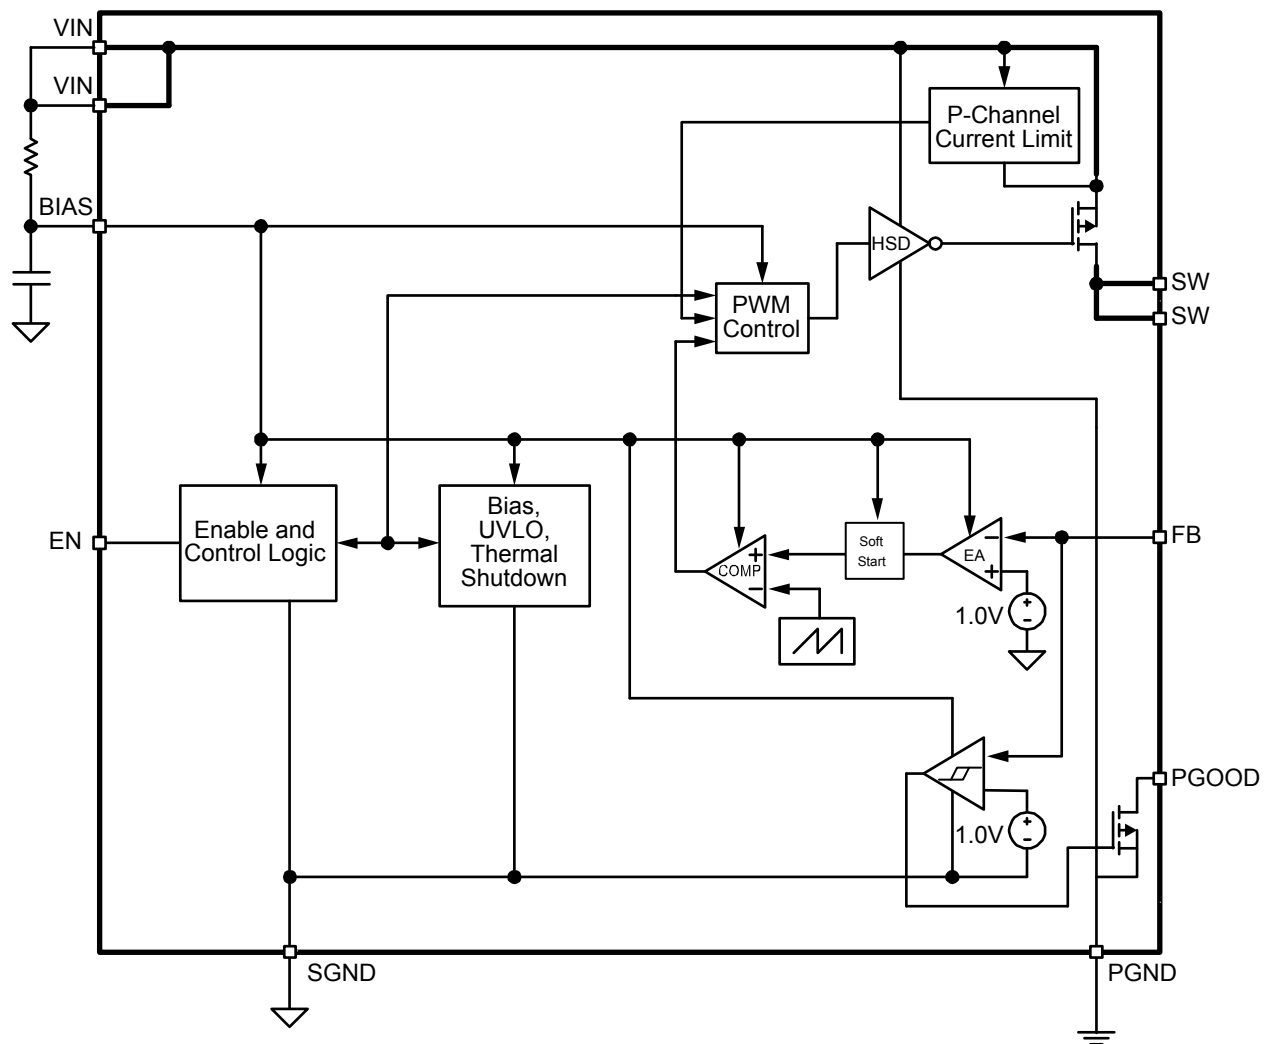 VIN
VIN
P-Channel
Current Limit
BIAS
HSD
SW
SW
PWM
Control
EN
Enable and
Control Logic
Bias,
UVLO,
Thermal
Shutdown
COMP
+
−
Soft
Start
EA
−
+
FB
1.0V
+
−
PGOOD
1.0V
+
−
SGND
PGND